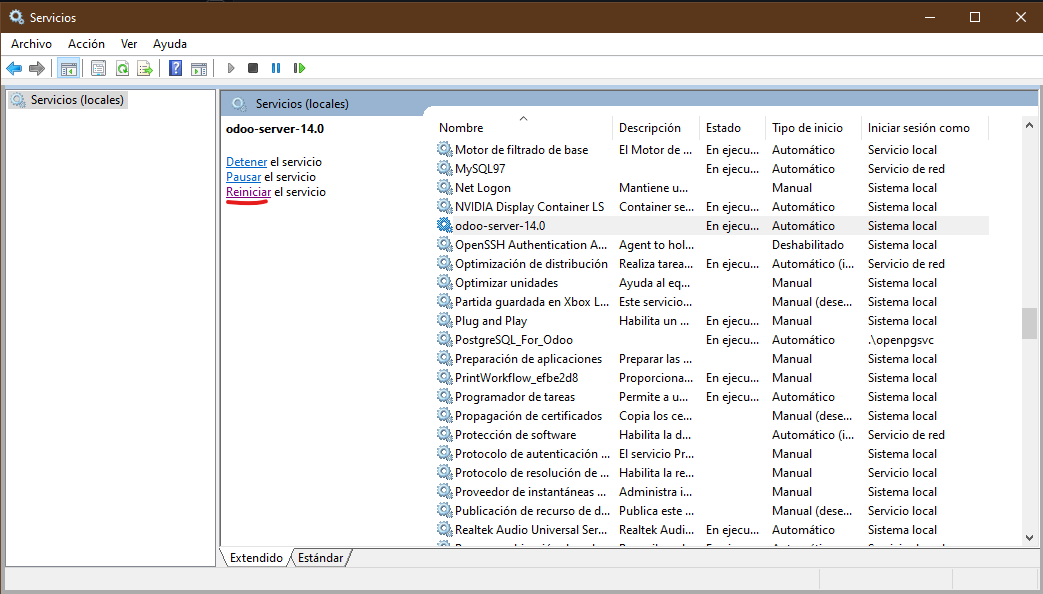 Servicios
Archivo Acción Ver Ayuda
Servicios (locales)
Servicios (locales)
odoo-server-14.0
Detener el servicio
Pausar el servicio
Reiniciar el servicio
Nombre Descripción Estado Tipo de inicio Iniciar sesión como
Motor de filtrado de base El Motor de ... En ejecu... Automático Servicio local
MySQL97 En ejecu... Automático Servicio de red
Net Logon Mantiene u... Manual Sistema local
NVIDIA Display Container LS Container se... En ejecu... Automático Sistema local
odoo-server-14.0 En ejecu... Automático Sistema local
OpenSSH Authentication A... Agent to hol... Deshabilitado Sistema local
Optimización de distribución Realiza tarea... En ejecu... Automático (i... Servicio de red
Optimizar unidades Ayuda al eq... Manual Sistema local
Partida guardada en Xbox L... Este servicio... Manual (dese... Sistema local
Plug and Play Habilita un ... En ejecu... Manual Sistema local
PostgreSQL_For_Odoo En ejecu... Automático .\openpgsvc
Preparación de aplicaciones Preparar las ... Manual Sistema local
PrintWorkflow_efbe2d8 Proporciona... En ejecu... Manual Sistema local
Programador de tareas Permite a u... En ejecu... Automático Sistema local
Propagación de certificados Copia los ce... Manual (dese... Sistema local
Protección de software Habilita la d... Automático (i... Servicio de red
Protocolo de autenticación ... El servicio Pr... Manual Sistema local
Protocolo de resolución de ... Habilita la re... Manual Servicio local
Proveedor de instantáneas ... Administra i... Manual Sistema local
Publicación de recurso de d... Publica este ... Manual (dese... Servicio local
Realtek Audio Universal Ser... Realtek Audi... En ejecu... Automático Sistema local
Extendido Estándar